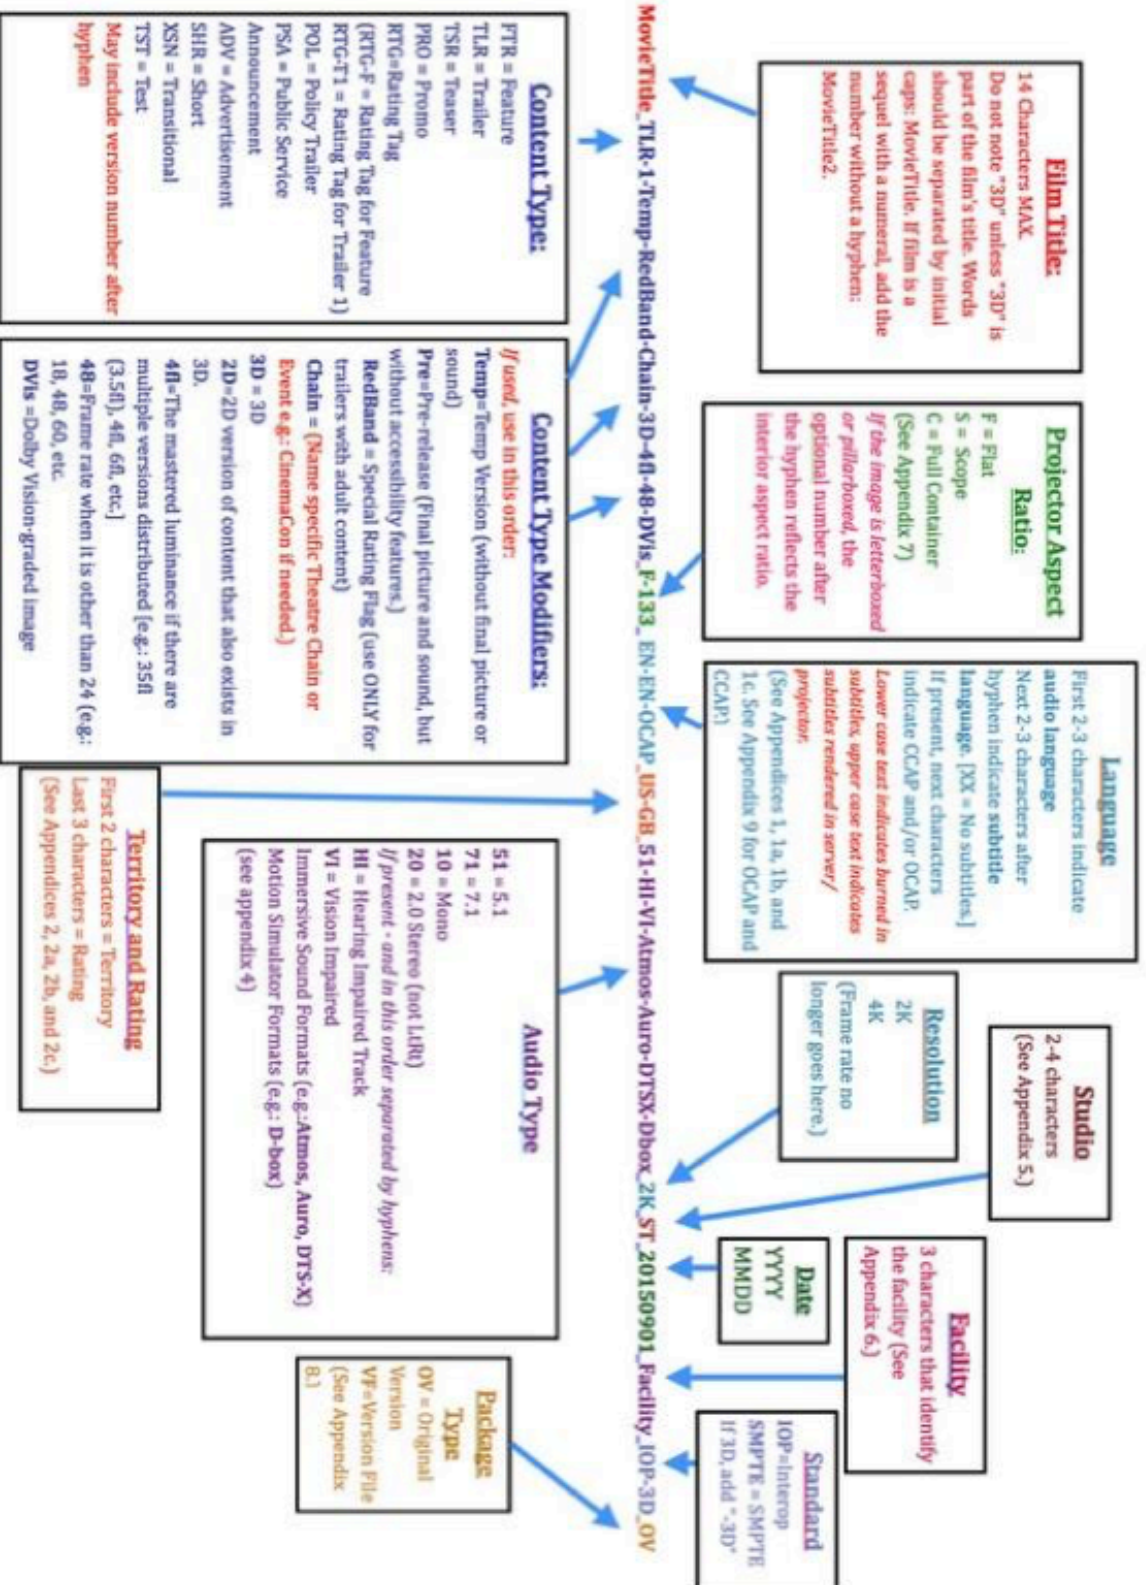 Film Title:
14 Characters MAX.
Do not note "3D" unless "3D" is
part of the film's title. Words
should be separated by initial
caps: MovieTitle. If film is a
sequel with a numeral, add the
number without a hyphen:
MovieTitle2.
Projector Aspect
Ratio:
F = Flat
S = Scope
C = Full Container
(See Appendix 7)
If the image is letterboxed
or pillarboxed, the
optional number after
the hyphen reflects the
interior aspect ratio.
Language
First 2-3 characters indicate
audio language
Next 2-3 characters after
hyphen indicate subtitle
language. [XX = No subtitles.]
If present, next characters
indicate CCAP and/or OCAP.
Lower case text indicates burned in
subtitles, upper case text indicates
subtitles rendered in server/
projector.
(See Appendices 1, 1a, 1b, and
1c. See Appendix 9 for OCAP and
CCAP.)
Resolution
2K
4K
(Frame rate no
longer goes here.)
Studio
2-4 characters
(See Appendix 5.)
Date
YYYY
MMDD
Facility
3 characters that identify
the facility (See
Appendix 6.)
Standard
IOP=Interop
SMPTE = SMPTE
If 3D, add "-3D"
MovieTitle_TLR-1-Temp-RedBand-Chain-3D-4fl-48-DVis_F-133_EN-EN-OCAP_US-GB_51-HI-VI-Atmos-Auro-DTSX-Dbox_2K_ST_20150901_Facility_IOP-3D_OV
Content Type:
FTR = Feature
TLR = Trailer
TSR = Teaser
PRO = Promo
RTG=Rating Tag
(RTG-F = Rating Tag for Feature
RTG-T1 = Rating Tag for Trailer 1)
POL = Policy Trailer
PSA = Public Service
Announcement
ADV = Advertisement
SHR = Short
XSN = Transitional
TST = Test
May include version number after
hyphen
Content Type Modifiers:
If used, use in this order:
Temp=Temp Version (without final picture or
sound)
Pre=Pre-release (Final picture and sound, but
without accessibility features.)
RedBand = Special Rating Flag (use ONLY for
trailers with adult content)
Chain = (Name specific Theatre Chain or
Event e.g.: CinemaCon if needed.)
3D = 3D
2D=2D version of content that also exists in
3D.
4fl=The mastered luminance if there are
multiple versions distributed [e.g.: 35fl
(3.5fl), 4fl, 6fl, etc.]
48=Frame rate when it is other than 24 (e.g.:
18, 48, 60, etc.
DVis =Dolby Vision-graded image
Territory and Rating
First 2 characters = Territory
Last 3 characters = Rating
(See Appendices 2, 2a, 2b, and 2c.)
Audio Type
51 = 5.1
71 = 7.1
10 = Mono
20 = 2.0 Stereo (not LtRt)
If present - and in this order separated by hyphens:
HI = Hearing Impaired Track
VI = Vision Impaired
Immersive Sound Formats (e.g.:Atmos, Auro, DTS-X)
Motion Simulator Formats (e.g.: D-box)
(see appendix 4)
Package
Type
OV = Original
Version
VF=Version File
(See Appendix
8.)